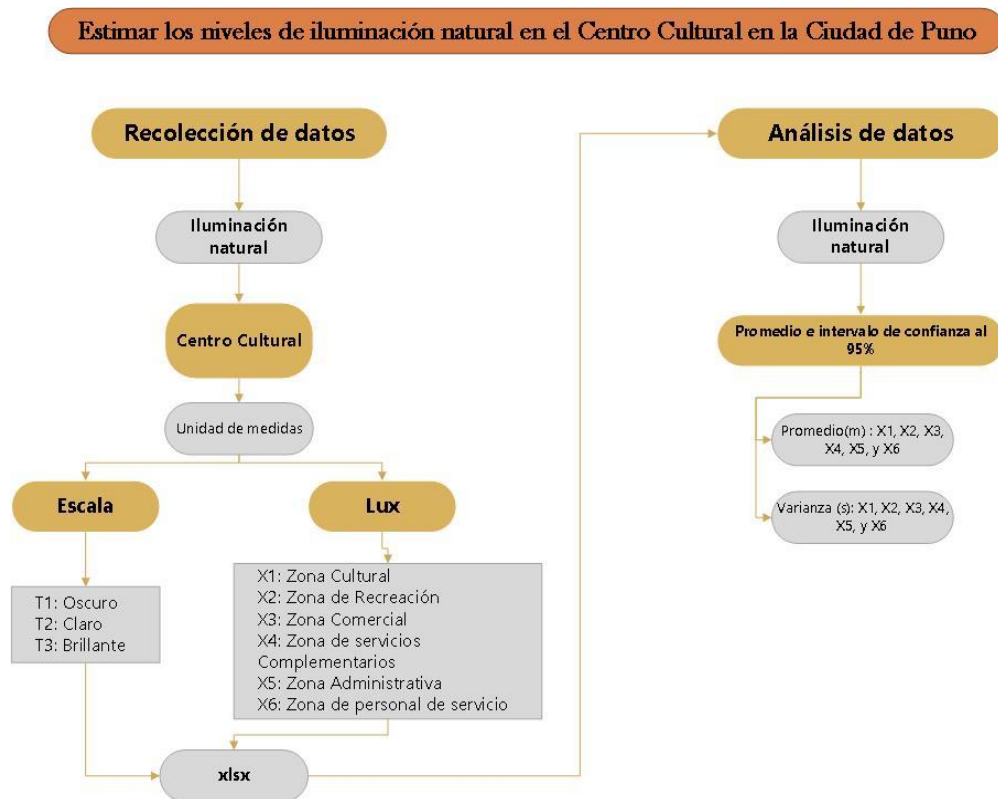 Estimar los niveles de iluminación natural en el Centro Cultural en la Ciudad de Puno
Recolección de datos
Iluminación
natural
Centro Cultural
Unidad de medidas
Escala
Lux
T1: Oscuro
T2: Claro
T3: Brillante
X1: Zona Cultural
X2: Zona de Recreación
X3: Zona Comercial
X4: Zona de servicios
Complementarios
X5: Zona Administrativa
X6: Zona de personal de servicio
xlsx
Análisis de datos
Iluminación
natural
Promedio e intervalo de confianza al
95%
Promedio(m) : X1, X2, X3,
X4, X5, y X6
Varianza (s): X1, X2, X3, X4,
X5, y X6